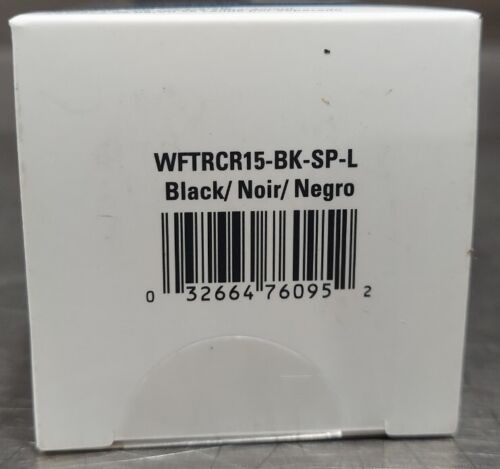 WFTRCR15-BK-SP-L
Black/ Noir/ Negro
0 32664 76095 2